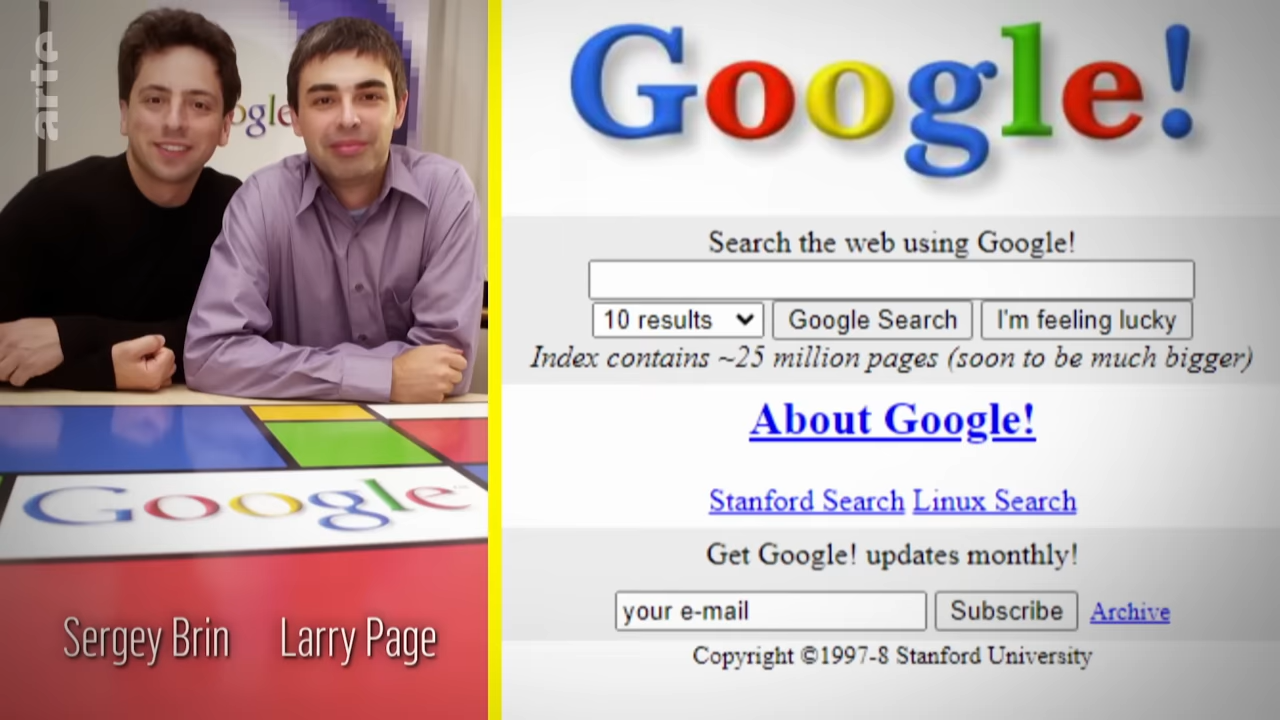 arte
ogle
Google
Sergey Brin Larry Page
Google!
Search the web using Google!
10 results Google Search I'm feeling lucky
Index contains ~25 million pages (soon to be much bigger)
About Google!
Stanford Search Linux Search
Get Google! updates monthly!
your e-mail Subscribe Archive
Copyright ©1997-8 Stanford University